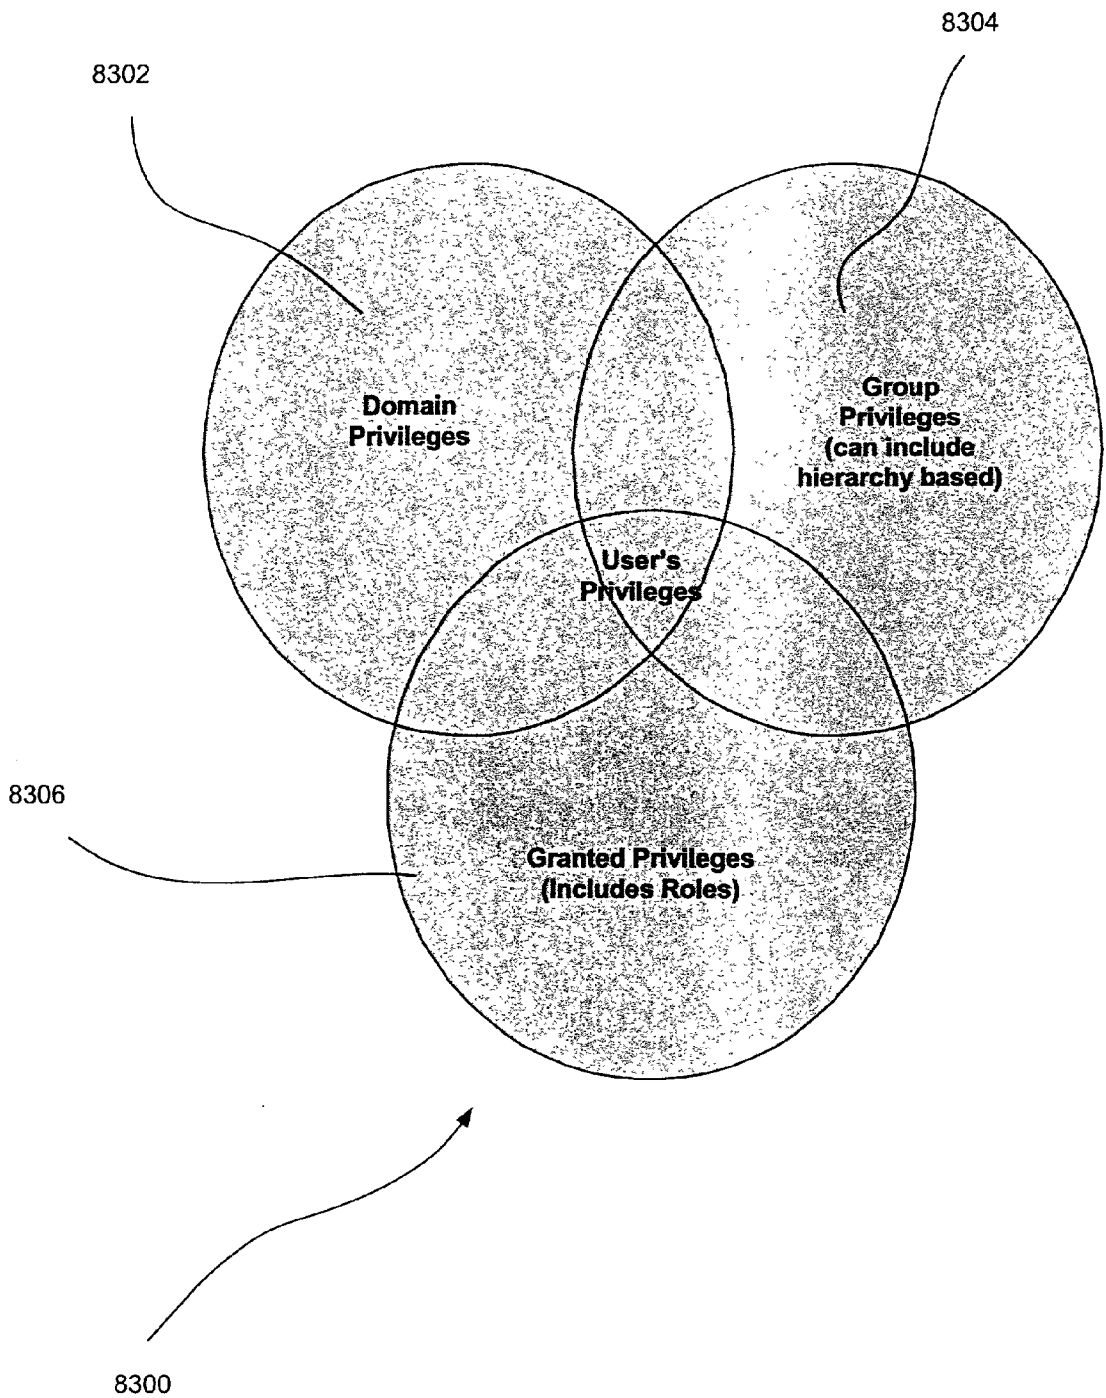 8304
8302
Domain
Privileges
Group
Privileges
(can include
hierarchy based)
User's
Privileges
8306
Granted Privileges
(Includes Roles)
8300